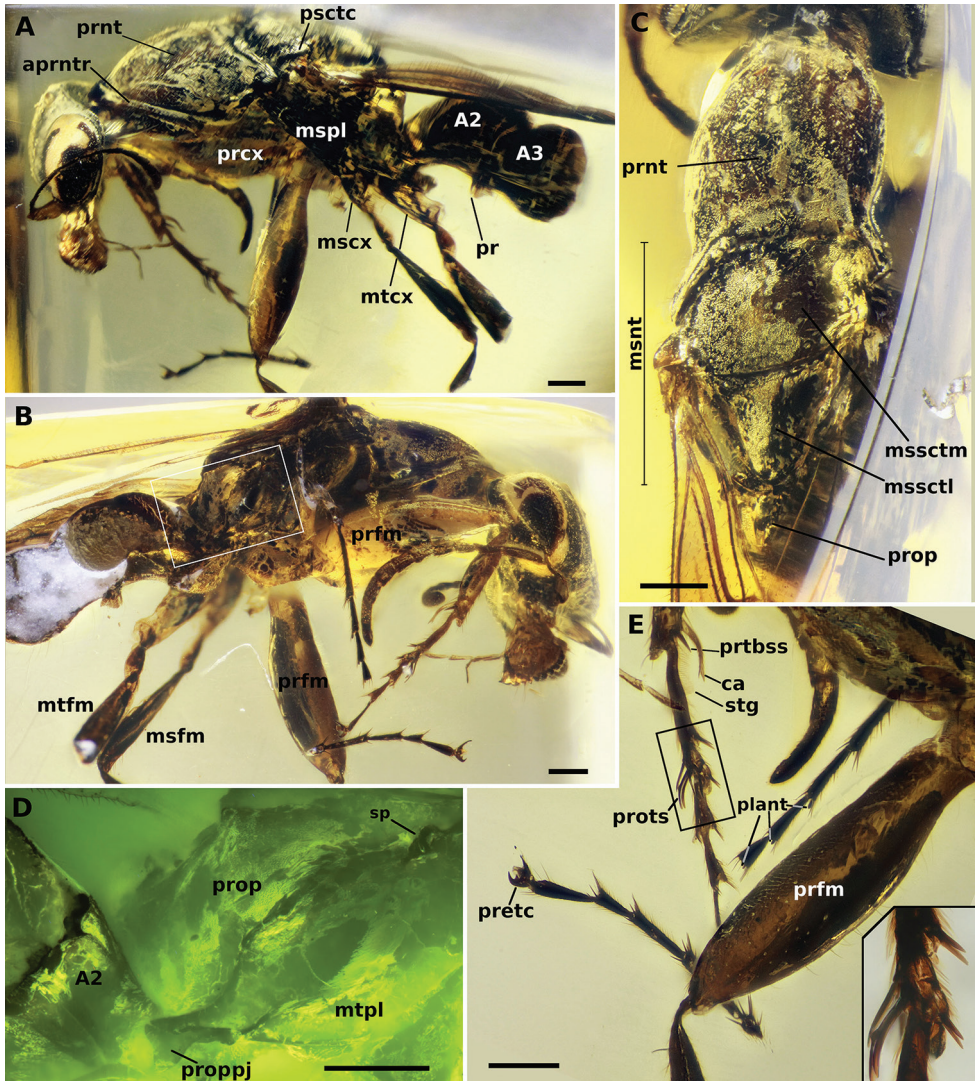 A
psctc
prnt
aprntr
A2
mspl
A3
prcx
mscx
pr
mtcx
B
prfm
prfm
mtfm
msfm
C
prnt
msnt
mssctm
mssctl
prop
D
sp
prop
A2
mtpl
proppj
E
prtbss
ca
stg
prots
plant
prfm
pretc